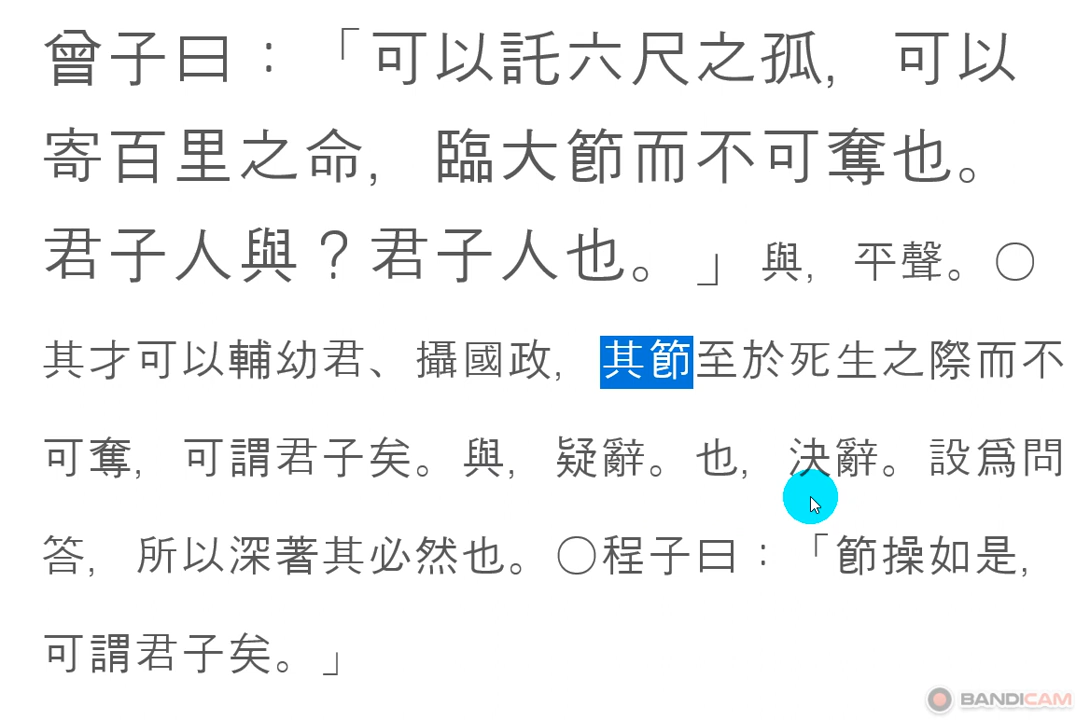 曾子曰：「可以託六尺之孤，可以
寄百里之命，臨大節而不可奪也。
君子人與？君子人也。」與，平聲。○
其才可以輔幼君、攝國政，其節至於死生之際而不
可奪，可謂君子矣。與，疑辭。也，決辭。設爲問
答，所以深著其必然也。○程子曰：「節操如是，
可謂君子矣。」
BANDICAM